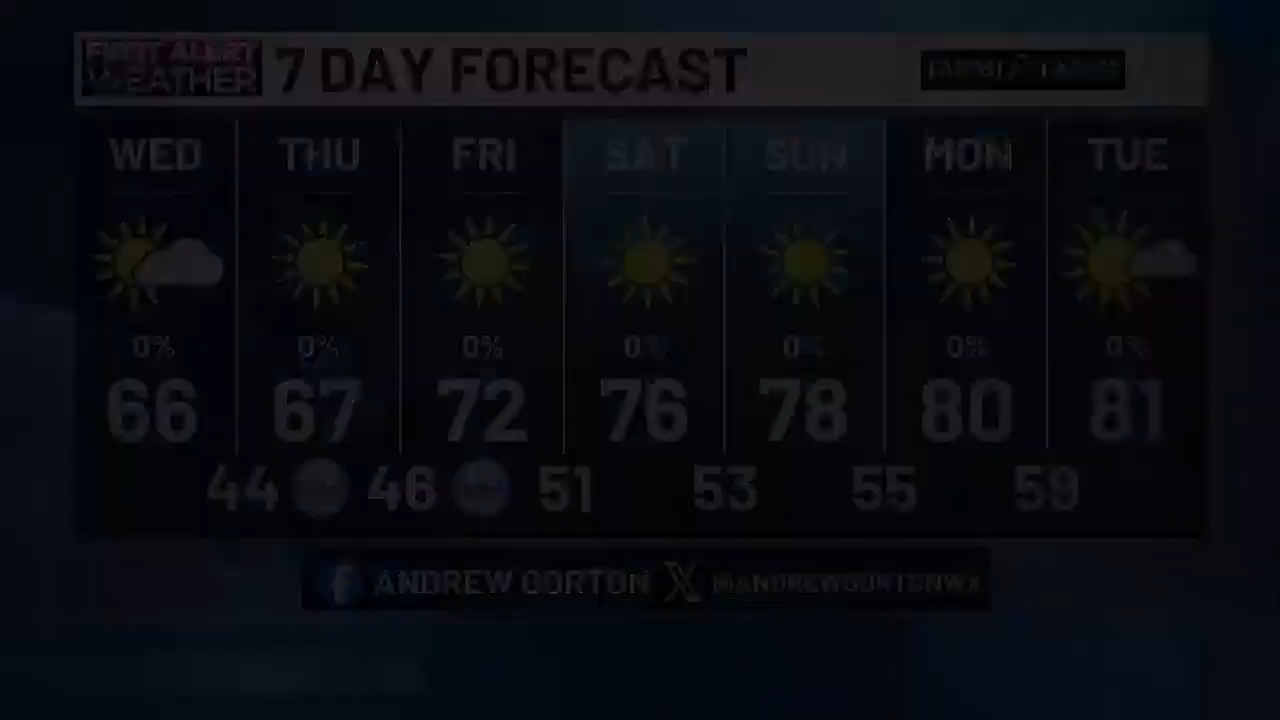 FIRST ALERT
WEATHER
7 DAY FORECAST
WED THU FRI SAT SUN MON TUE
0% 0% 0% 0% 0% 0% 0%
66 67 72 76 78 80 81
44 46 51 53 55 59
ANDREW GORTON X @ANDREWGORTONWX